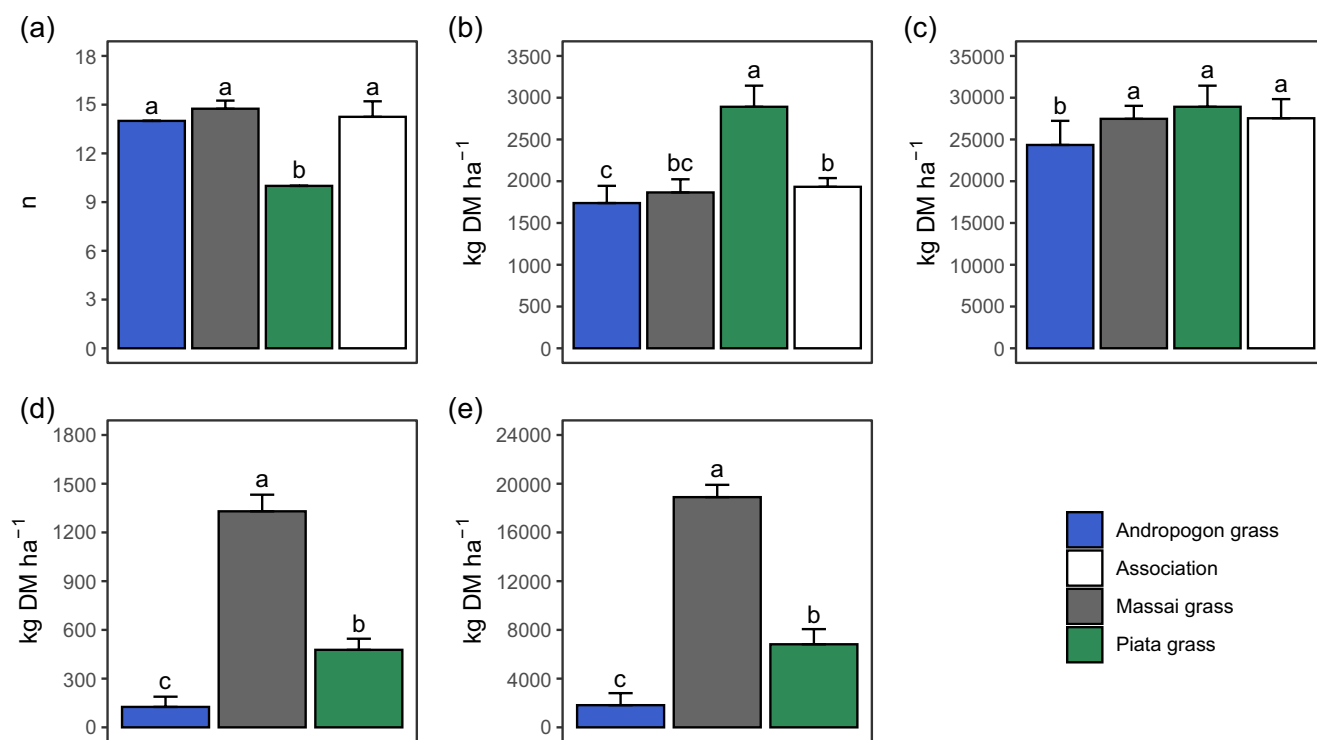 (a)
n
18
15
12
9
6
3
0
a
a
b
a
(b)
kg DM ha⁻¹
3500
3000
2500
2000
1500
1000
500
0
c
bc
a
b
(c)
kg DM ha⁻¹
35000
30000
25000
20000
15000
10000
5000
0
b
a
a
a
(d)
kg DM ha⁻¹
1800
1500
1200
900
600
300
0
c
a
b
(e)
kg DM ha⁻¹
24000
20000
16000
12000
8000
4000
0
c
a
b
Andropogon grass
Association
Massai grass
Piata grass